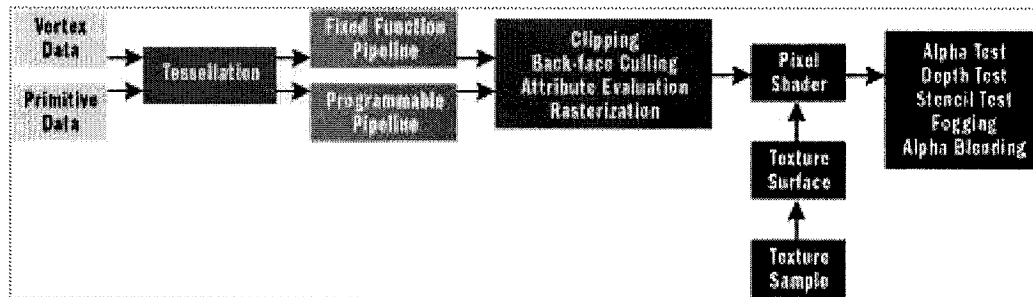 Vertex
Data
Primitive
Data
Tessellation
Fixed Function
Pipeline
Programmable
Pipeline
Clipping
Back-face Culling
Attribute Evaluation
Rasterization
Pixel
Shader
Texture
Surface
Texture
Sample
Alpha Test
Depth Test
Stencil Test
Fogging
Alpha Blending